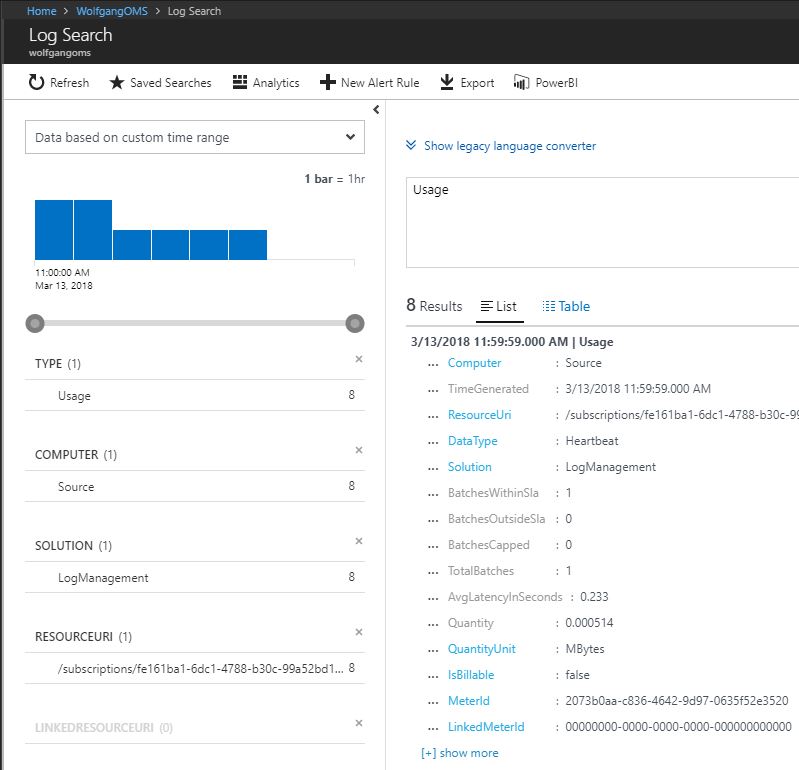 Home > WolfgangOMS > Log Search
Log Search
wolfgangoms
Refresh Saved Searches Analytics New Alert Rule Export PowerBI
Data based on custom time range
1 bar = 1hr
11:00:00 AM
Mar 13, 2018
TYPE (1)
Usage 8
COMPUTER (1)
Source 8
SOLUTION (1)
LogManagement 8
RESOURCEURI (1)
/subscriptions/fe161ba1-6dc1-4788-b30c-99a52bd1... 8
LINKEDRESOURCEURI (0)
Show legacy language converter
Usage
8 Results List Table
3/13/2018 11:59:59.000 AM | Usage
... Computer : Source
... TimeGenerated : 3/13/2018 11:59:59.000 AM
... ResourceUri : /subscriptions/fe161ba1-6dc1-4788-b30c-99
... DataType : Heartbeat
... Solution : LogManagement
... BatchesWithinSla : 1
... BatchesOutsideSla : 0
... BatchesCapped : 0
... TotalBatches : 1
... AvgLatencyInSeconds : 0.233
... Quantity : 0.000514
... QuantityUnit : MBytes
... IsBillable : false
... MeterId : 2073b0aa-c836-4642-9d97-0635f52e3520
... LinkedMeterId : 00000000-0000-0000-0000-000000000000
[+] show more